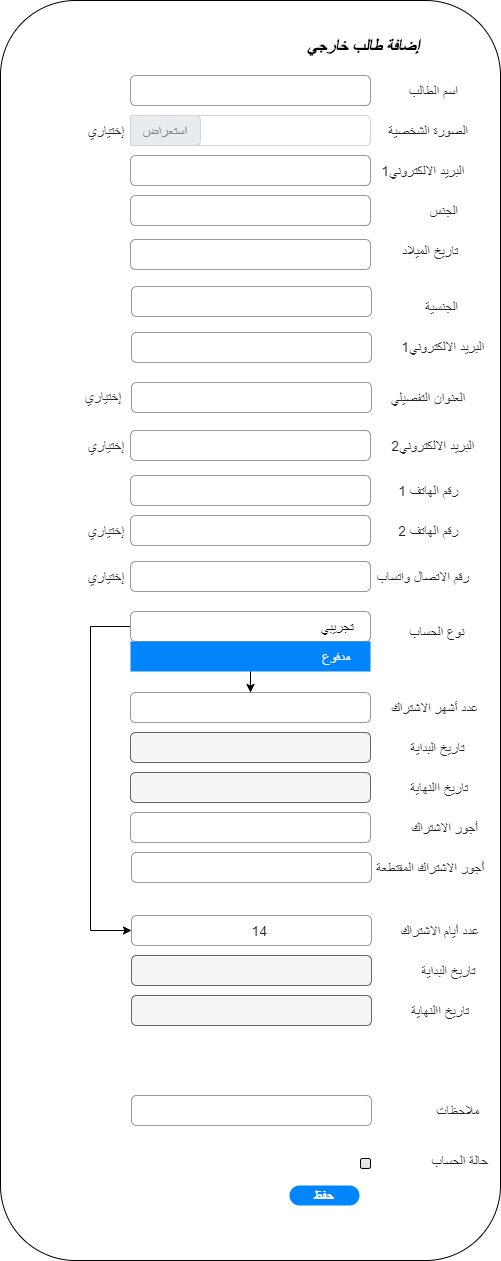 إضافة طالب خارجي
اسم الطالب
الصورة الشخصية استعراض إختياري
البريد الالكتروني1
الجنس
تاريخ الميلاد
الجنسية
البريد الالكتروني1
العنوان التفصيلي إختياري
البريد الالكتروني2 إختياري
رقم الهاتف 1
رقم الهاتف 2 إختياري
رقم الاتصال واتساب إختياري
نوع الحساب تجريبي
مدفوع
عدد أشهر الاشتراك
تاريخ البداية
تاريخ االنهاية
أجور الاشتراك
أجور الاشتراك المقتطعة
عدد أيام الاشتراك 14
تاريخ البداية
تاريخ االنهاية
ملاحظات
حالة الحساب
حفظ